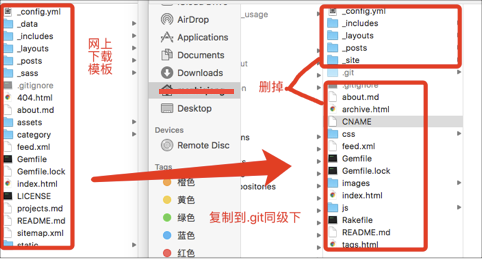 _config.yml
_data
_includes
_layouts
_posts
_sass
.gitignore
404.html
about.md
assets
category
feed.xml
Gemfile
Gemfile.lock
index.html
LICENSE
projects.md
README.md
sitemap.xml
static
网上
下载
模板
AirDrop
Applications
Documents
Downloads
Desktop
Devices
Remote Disc
Tags
橙色
黄色
绿色
蓝色
红色
_usage
epositories
删掉
复制到.git同级下
_config.yml
_includes
_layouts
_posts
_site
.git
.gitignore
about.md
archive.html
CNAME
css
feed.xml
Gemfile
Gemfile.lock
images
index.html
js
Rakefile
README.md
tags.html